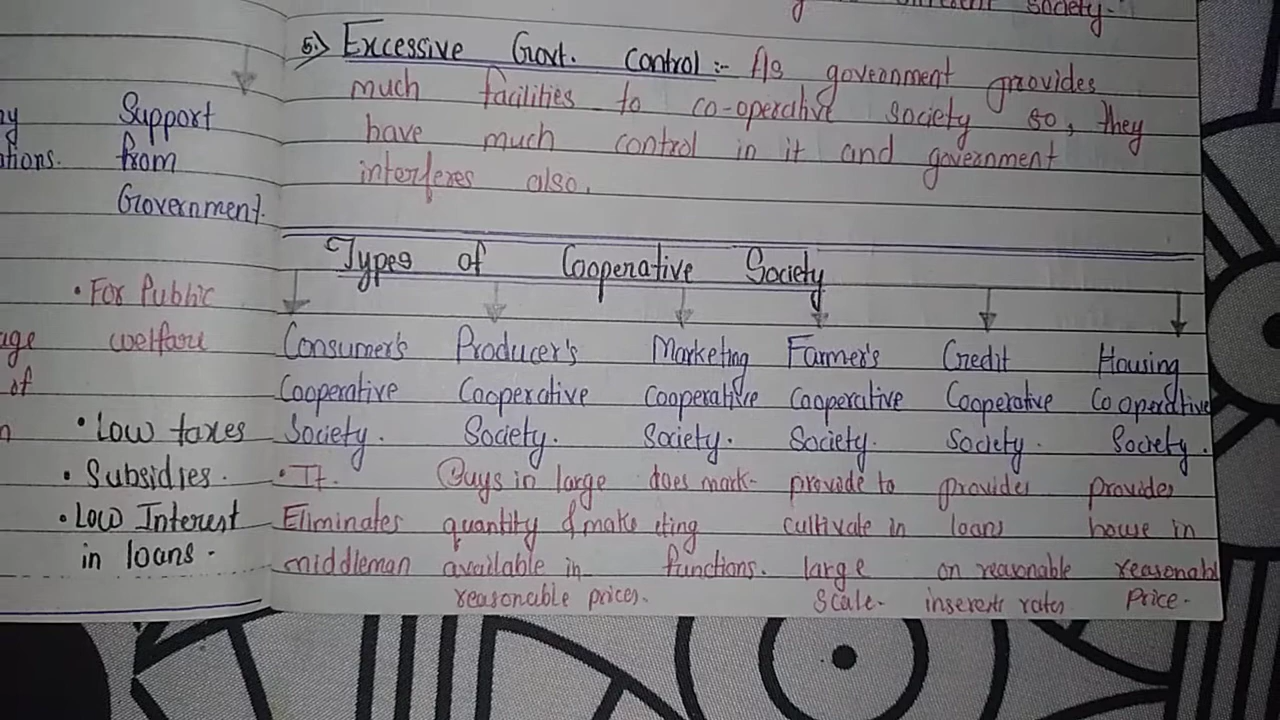 society.
5.) Excessive Govt. control :- As government provides
much facilities to co-operative society so, they
have much control in it and government
interferes also.
Support
from
Government.
• For Public
welfare
of
• Low taxes
• Subsidies.
• Low Interest
in loans.
Types of Cooperative Society
Consumer's Producer's Marketing Farmer's Credit Housing
Cooperative Cooperative Cooperative Cooperative Cooperative Cooperative
Society. Society. Society. Society. Society. Society.
• It. Buys in large does mark- provide to provides provides
Eliminates quantity & make eting cultivate in loans house in
middleman available in functions. large on reasonable reasonabl
reasonable prices. Scale. insererts rates price.